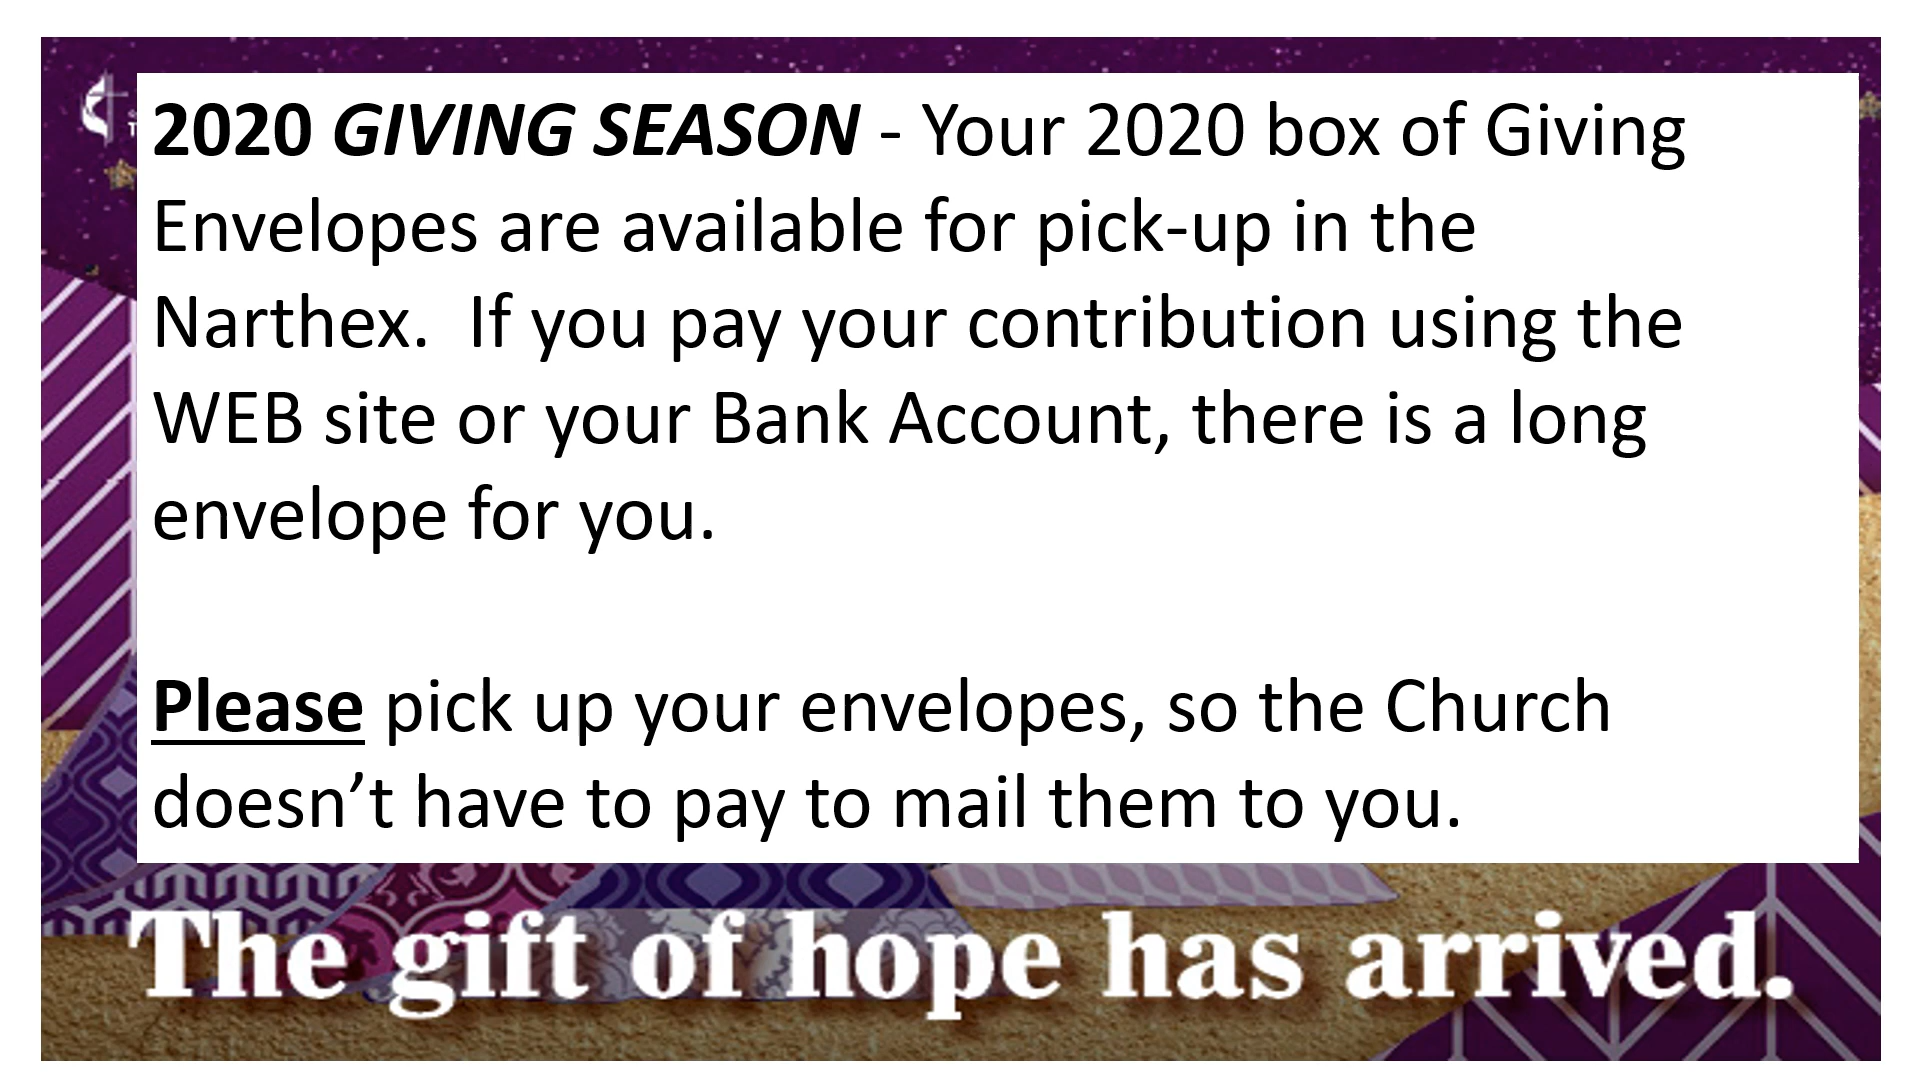 2020 GIVING SEASON - Your 2020 box of Giving
Envelopes are available for pick-up in the
Narthex.  If you pay your contribution using the
WEB site or your Bank Account, there is a long
envelope for you.
Please pick up your envelopes, so the Church
doesn’t have to pay to mail them to you.
The gift of hope has arrived.